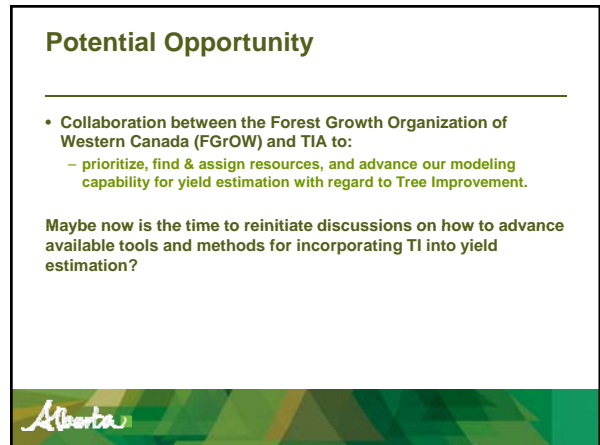 Potential Opportunity
• Collaboration between the Forest Growth Organization of
Western Canada (FGrOW) and TIA to:
– prioritize, find & assign resources, and advance our modeling
capability for yield estimation with regard to Tree Improvement.
Maybe now is the time to reinitiate discussions on how to advance
available tools and methods for incorporating TI into yield
estimation?
Alberta